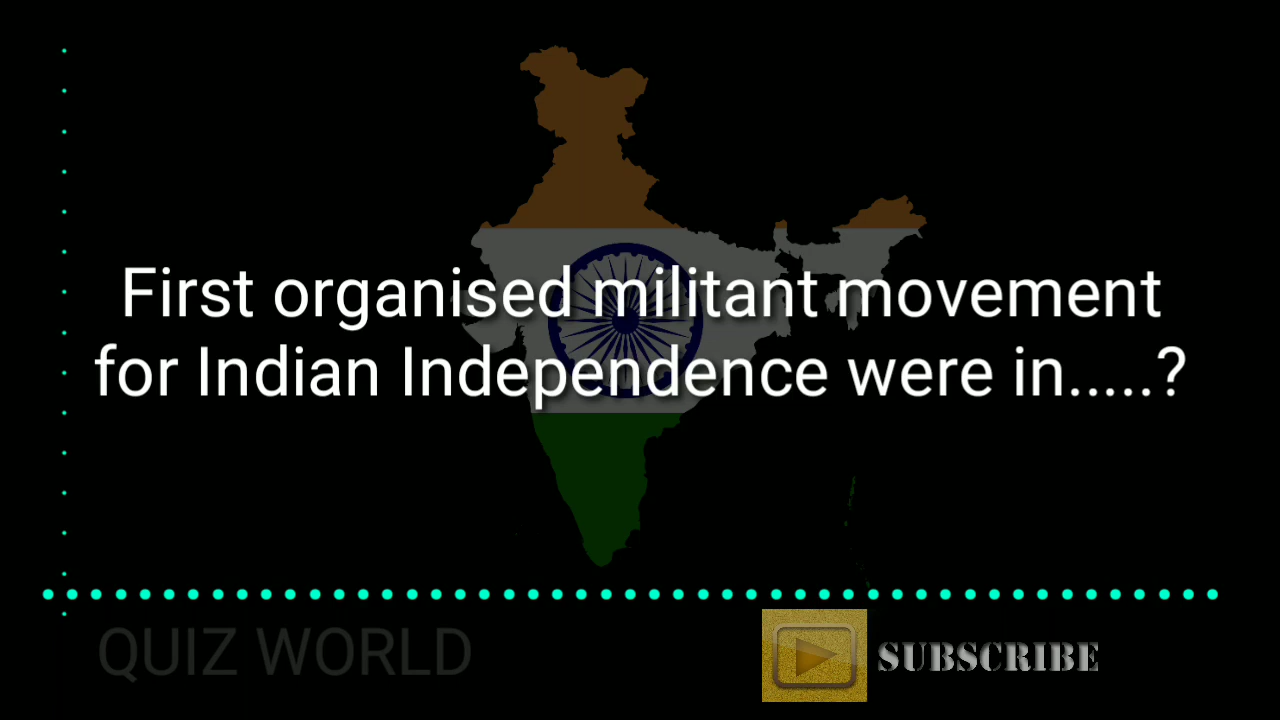 First organised militant movement
for Indian Independence were in.....?
QUIZ WORLD
SUBSCRIBE